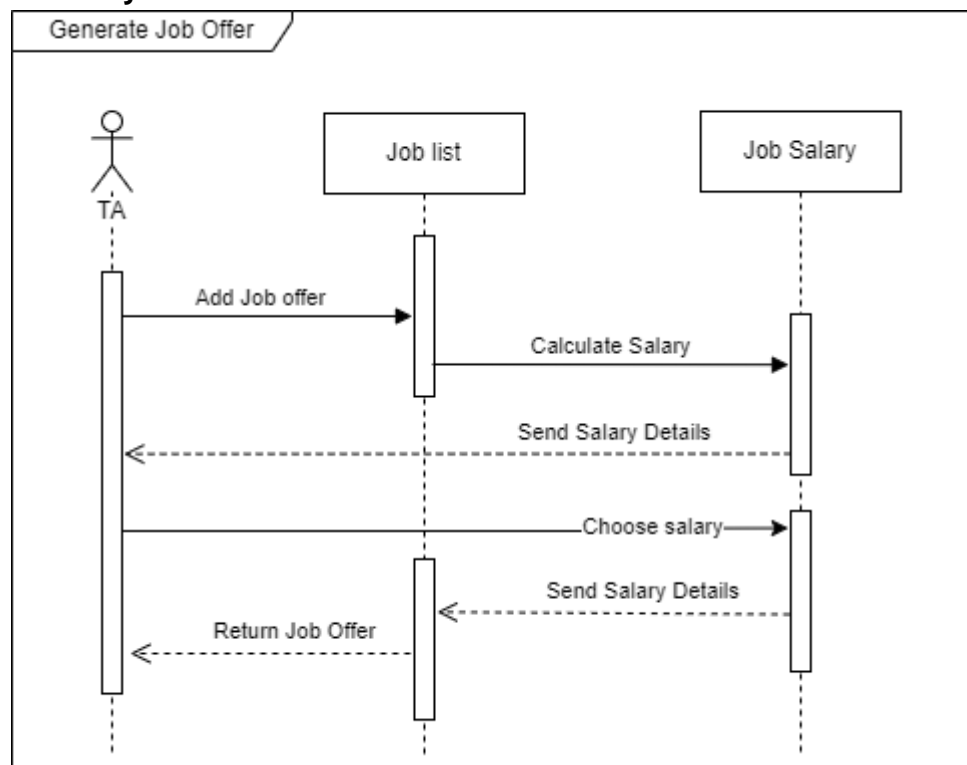 Generate Job Offer
Job list
Job Salary
TA
Add Job offer
Calculate Salary
Send Salary Details
Choose salary
Send Salary Details
Return Job Offer